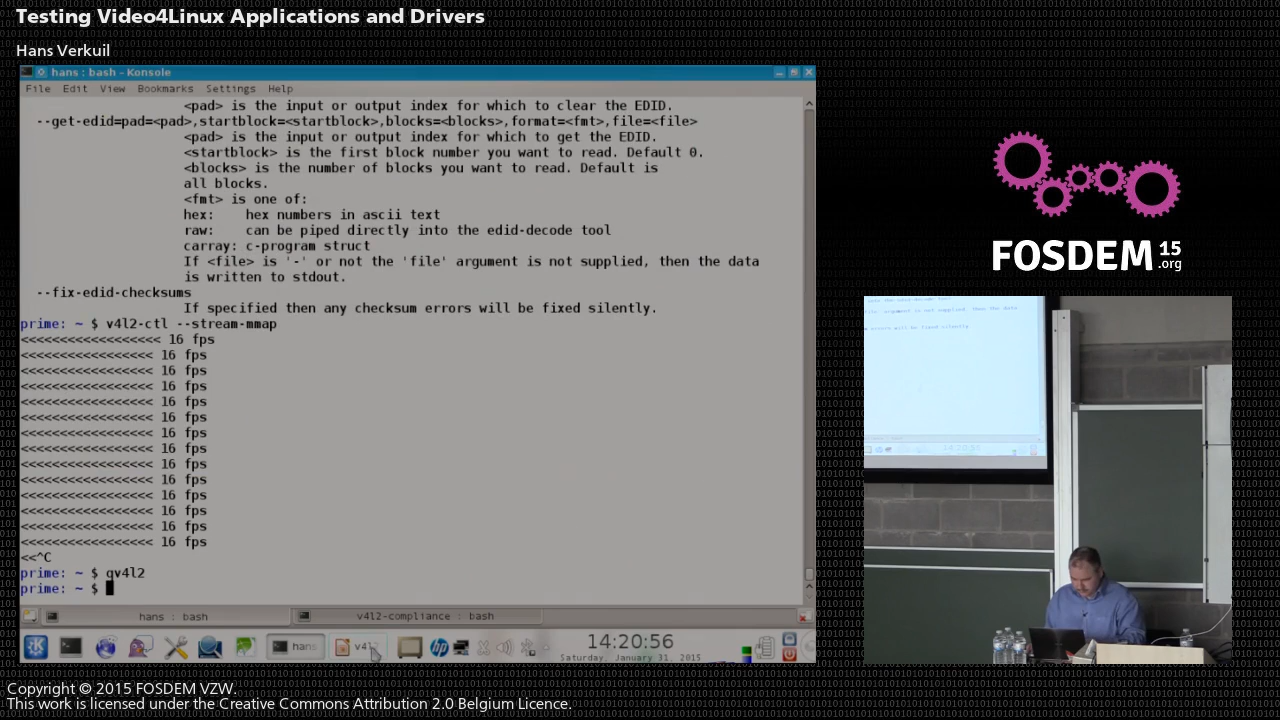 Testing Video4Linux Applications and Drivers
Hans Verkuil
hans : bash - Konsole
File Edit View Bookmarks Settings Help
<pad> is the input or output index for which to clear the EDID.
--get-edid=pad=<pad>,startblock=<startblock>,blocks=<blocks>,format=<fmt>,file=<file>
<pad> is the input or output index for which to get the EDID.
<startblock> is the first block number you want to read. Default 0.
<blocks> is the number of blocks you want to read. Default is
all blocks.
<fmt> is one of:
hex: hex numbers in ascii text
raw: can be piped directly into the edid-decode tool
carray: c-program struct
If <file> is '-' or not the 'file' argument is not supplied, then the data
is written to stdout.
--fix-edid-checksums
If specified then any checksum errors will be fixed silently.
prime: ~ $ v4l2-ctl --stream-mmap
<<<<<<<<<<<<<<<<<< 16 fps
<<<<<<<<<<<<<<<<< 16 fps
<<<<<<<<<<<<<<<<< 16 fps
<<<<<<<<<<<<<<<<< 16 fps
<<<<<<<<<<<<<<<<< 16 fps
<<<<<<<<<<<<<<<<< 16 fps
<<<<<<<<<<<<<<<<< 16 fps
<<<<<<<<<<<<<<<<< 16 fps
<<<<<<<<<<<<<<<<< 16 fps
<<<<<<<<<<<<<<<<< 16 fps
<<<<<<<<<<<<<<<<< 16 fps
<<<<<<<<<<<<<<<<< 16 fps
<<<<<<<<<<<<<<<<< 16 fps
<<<<<<<<<<<<<<<<< 16 fps
<<^C
prime: ~ $ qv4l2
prime: ~ $
hans : bash
v4l2-compliance : bash
hans
v4l
hp
14:20:56
Saturday, January 31, 2015
FOSDEM 15 .org
Copyright © 2015 FOSDEM VZW.
This work is licensed under the Creative Commons Attribution 2.0 Belgium Licence.